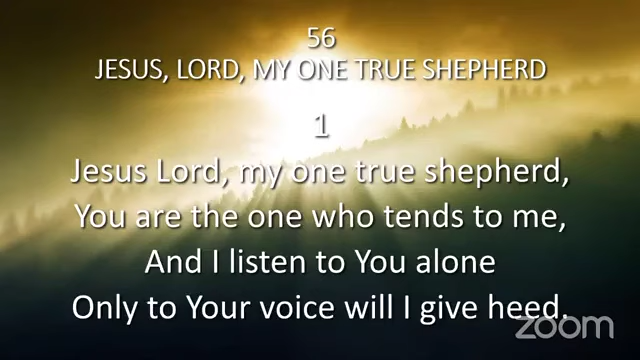 56
JESUS, LORD, MY ONE TRUE SHEPHERD
1
Jesus Lord, my one true shepherd,
You are the one who tends to me,
And I listen to You alone
Only to Your voice will I give heed.
zoom